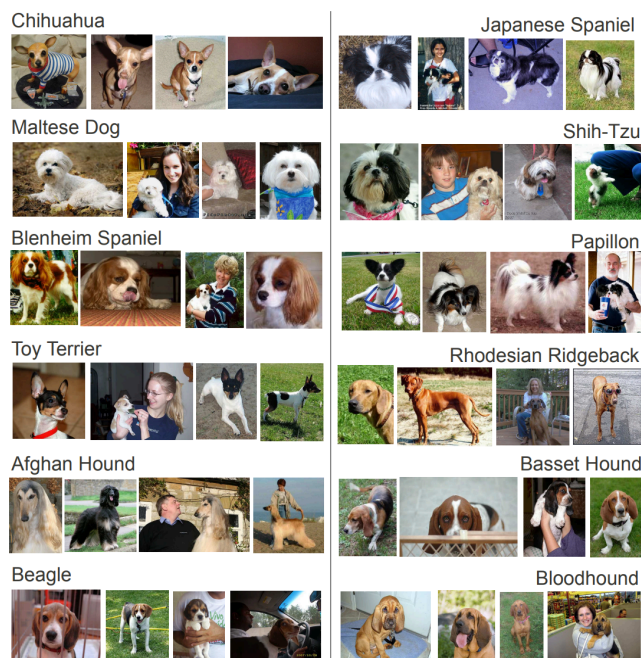 Chihuahua
Maltese Dog
Blenheim Spaniel
Toy Terrier
Afghan Hound
Beagle
Japanese Spaniel
Shih-Tzu
Papillon
Rhodesian Ridgeback
Basset Hound
Bloodhound